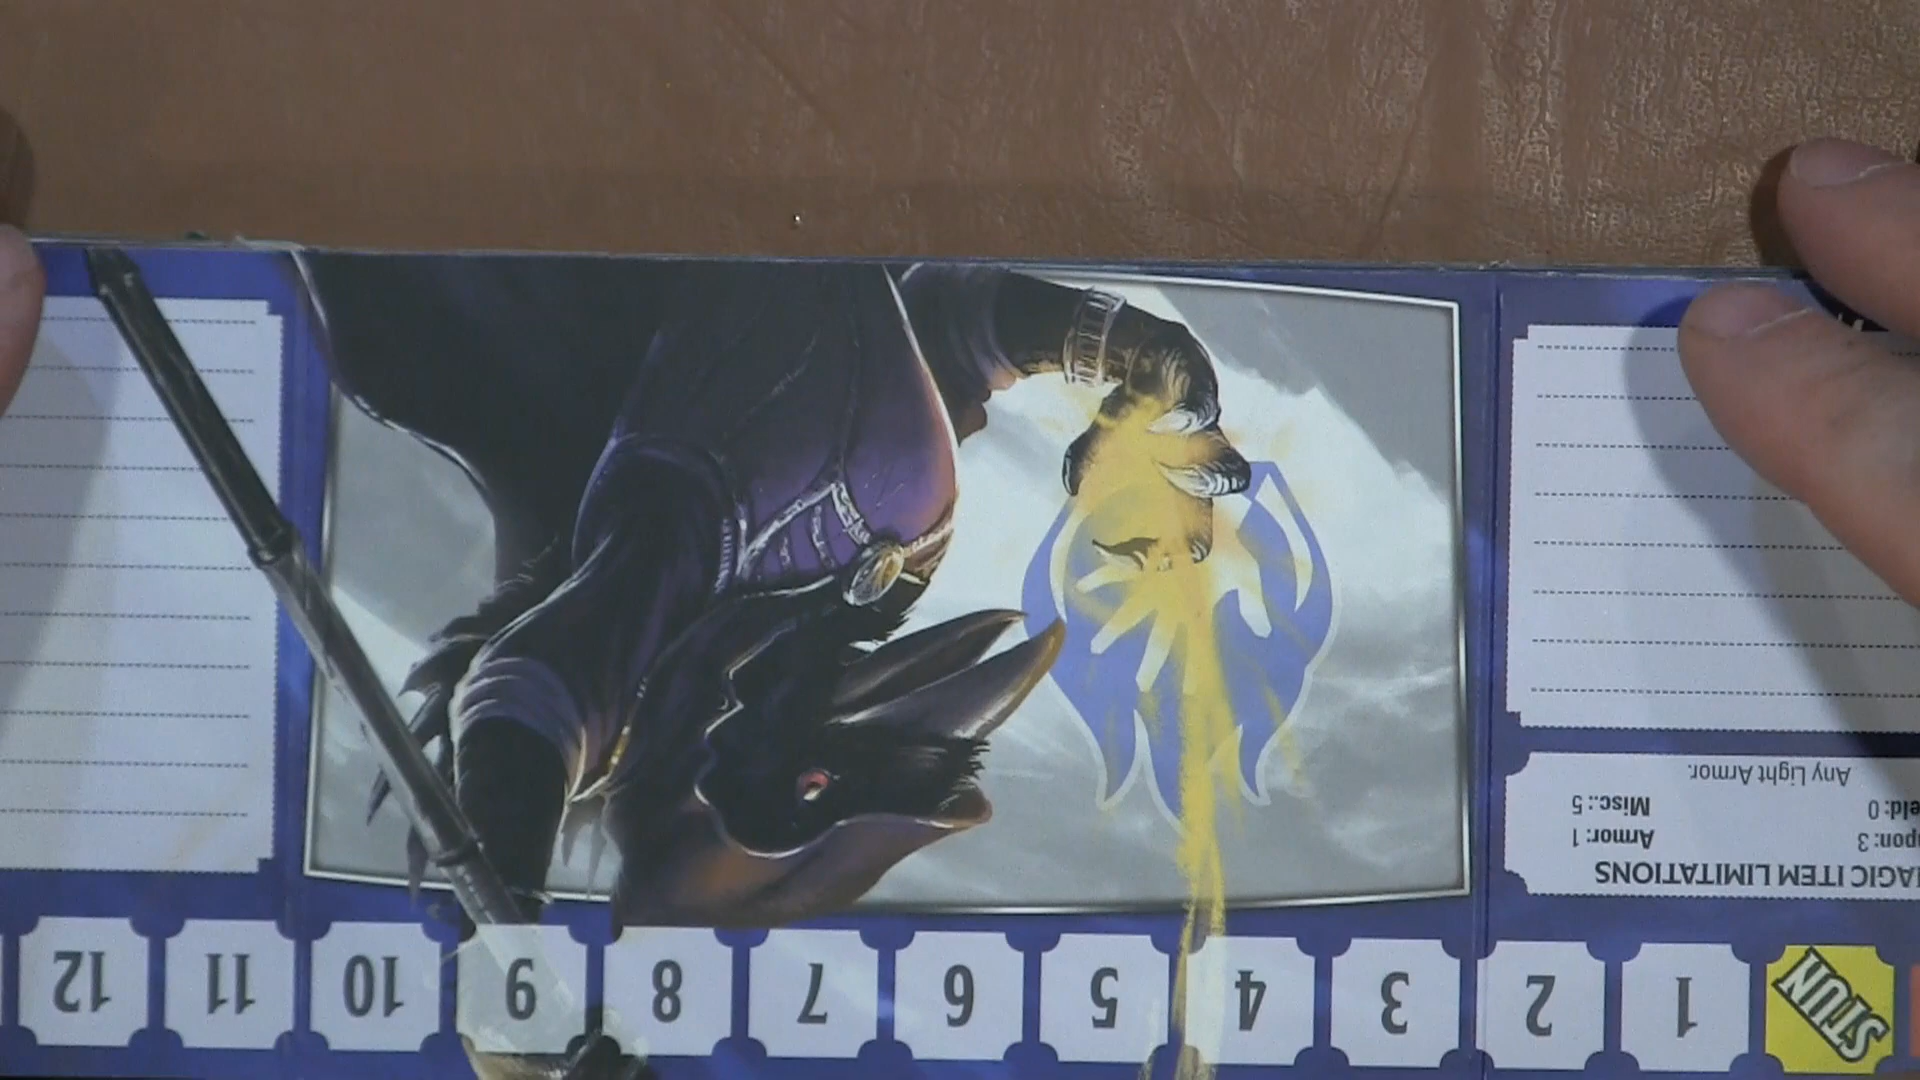 STUN 1 2 3 4 5 6 7 8 9 10 11 12
AGIC ITEM LIMITATIONS
pon: 3 Armor: 1
eld: 0 Misc.: 5
Any Light Armor.